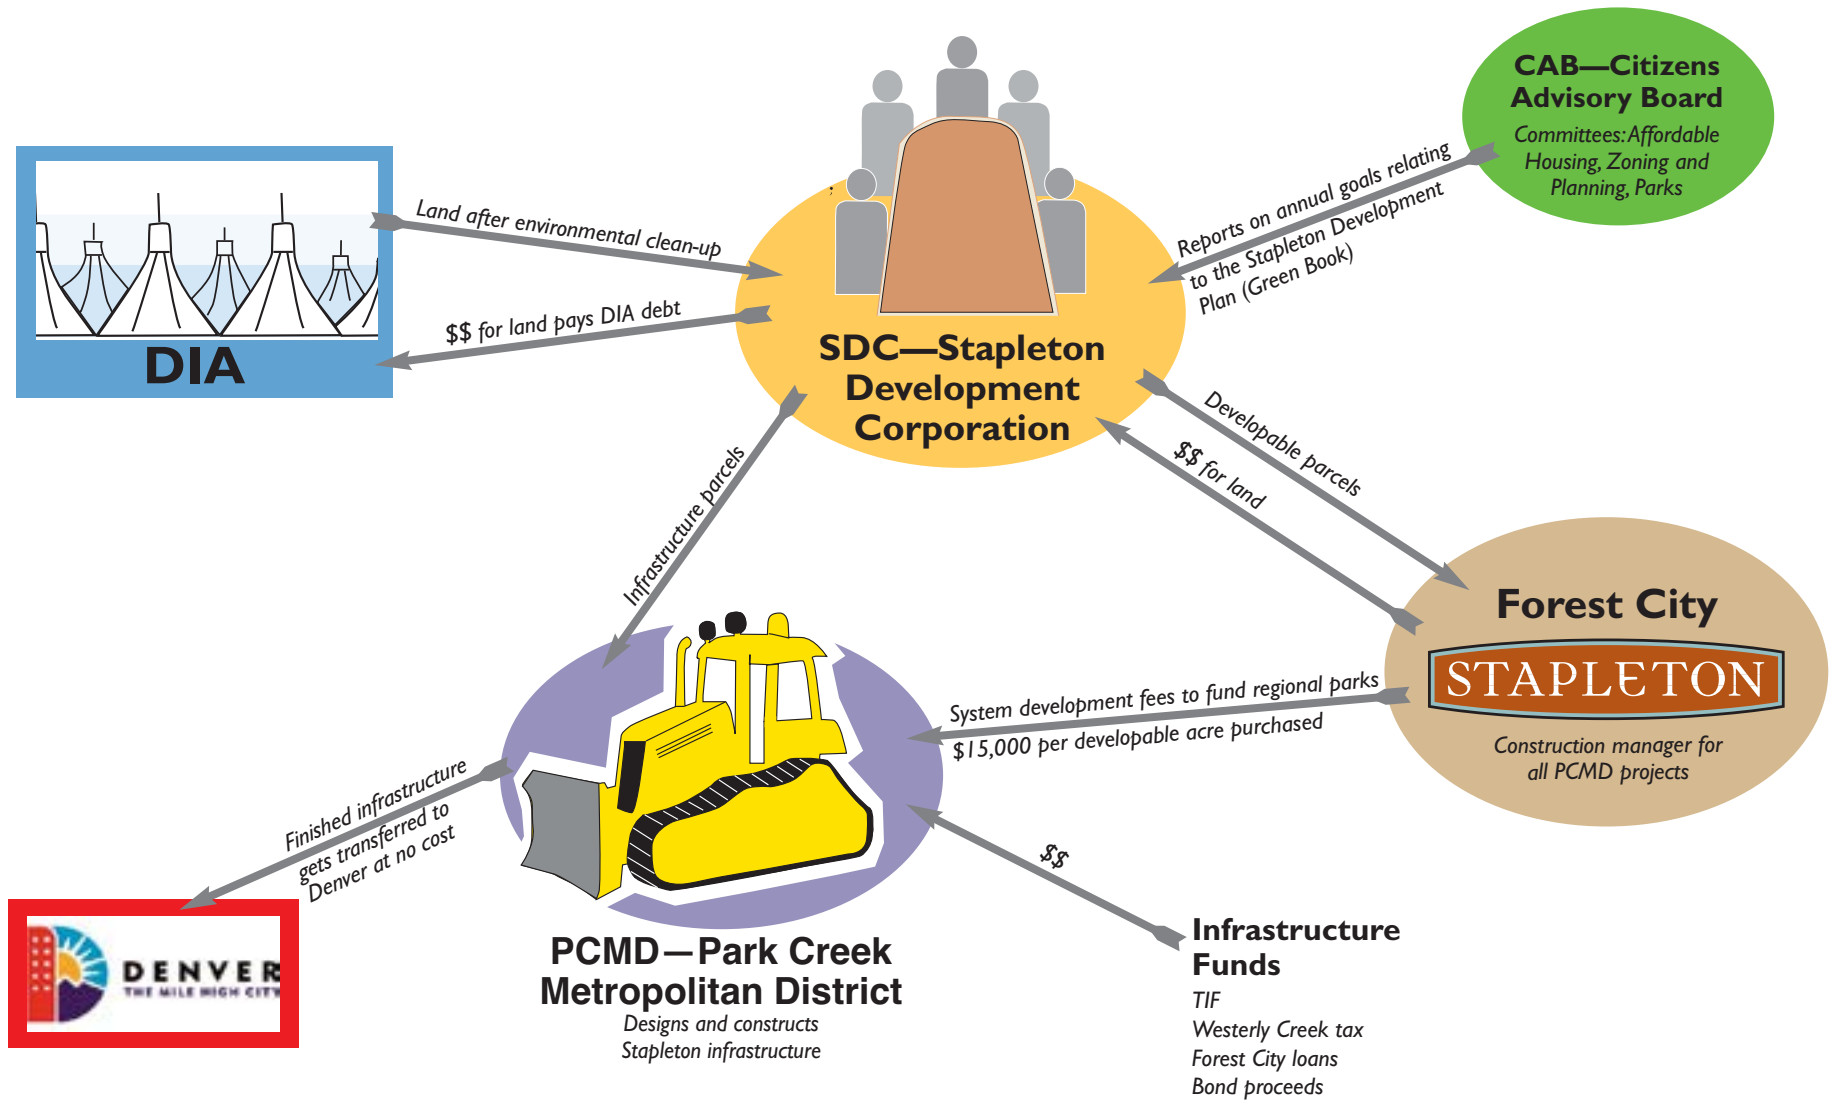 CAB—Citizens
Advisory Board
Committees: Affordable
Housing, Zoning and
Planning, Parks
Land after environmental clean-up
$$ for land pays DIA debt
DIA
;
SDC—Stapleton
Development
Corporation
Reports on annual goals relating
to the Stapleton Development
Plan (Green Book)
Developable parcels
$$ for land
Infrastructure parcels
Forest City
STAPLETON
Construction manager for
all PCMD projects
System development fees to fund regional parks
$15,000 per developable acre purchased
Finished infrastructure
gets transferred to
Denver at no cost
$$
DENVER
THE MILE HIGH CITY
PCMD—Park Creek
Metropolitan District
Designs and constructs
Stapleton infrastructure
Infrastructure
Funds
TIF
Westerly Creek tax
Forest City loans
Bond proceeds